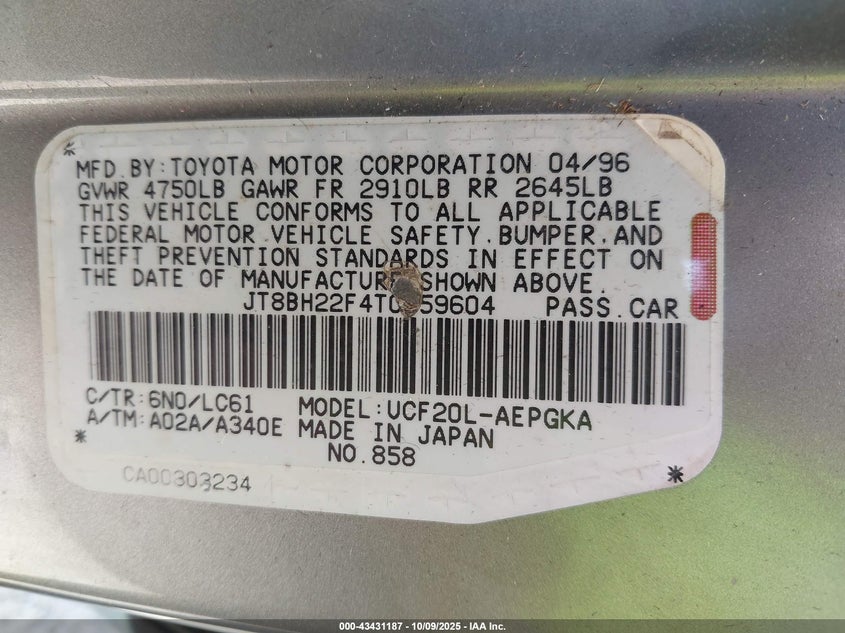 MFD.BY:TOYOTA MOTOR CORPORATION 04/96
GVWR 4750LB GAWR FR 2910LB RR 2645LB
THIS VEHICLE CONFORMS TO ALL APPLICABLE
FEDERAL MOTOR VEHICLE SAFETY.BUMPER.AND
THEFT PREVENTION STANDARDS IN EFFECT ON
THE DATE OF MANUFACTURE SHOWN ABOVE.
JT8BH22F4T0059604 PASS.CAR
C/TR:6N0/LC61 MODEL:UCF20L-AEPGKA
A/TM:A02A/A340E MADE IN JAPAN
NO.858
CA00303234
000-43431187 - 10/09/2025 - IAA Inc.